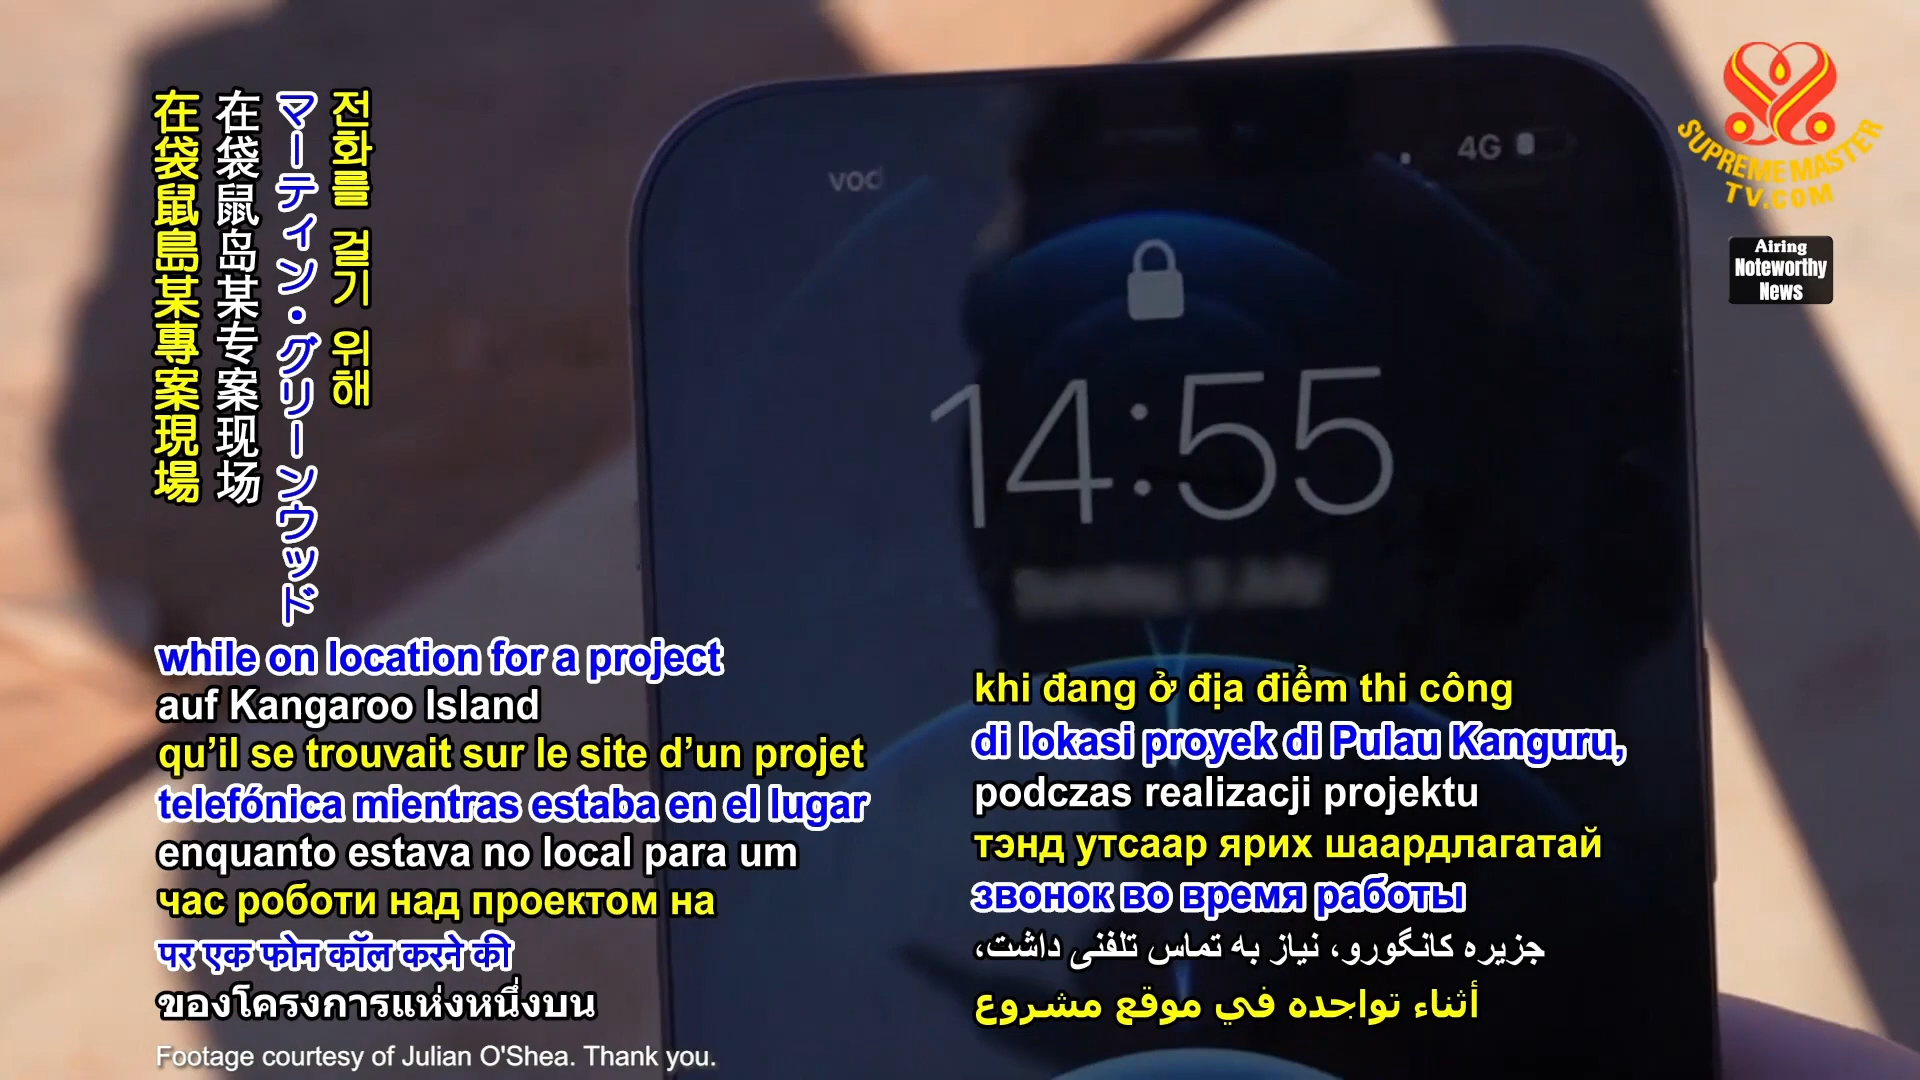 在袋鼠島某專案現場
在袋鼠岛某专案现场
マーティン・グリーンウッド
전화를 걸기 위해
while on location for a project
auf Kangaroo Island
qu’il se trouvait sur le site d’un projet
telefónica mientras estaba en el lugar
enquanto estava no local para um
час роботи над проектом на
पर एक फोन कॉल करने की
ของโครงการแห่งหนึ่งบน
Footage courtesy of Julian O'Shea. Thank you.
khi đang ở địa điểm thi công
di lokasi proyek di Pulau Kanguru,
podczas realizacji projektu
тэнд утсаар ярих шаардлагатай
звонок во время работы
جزیره کانگورو، نیاز به تماس تلفنی داشت،
أثناء تواجده في موقع مشروع
vod
4G
14:55
SUPREME MASTER
TV.COM
Airing
Noteworthy
News